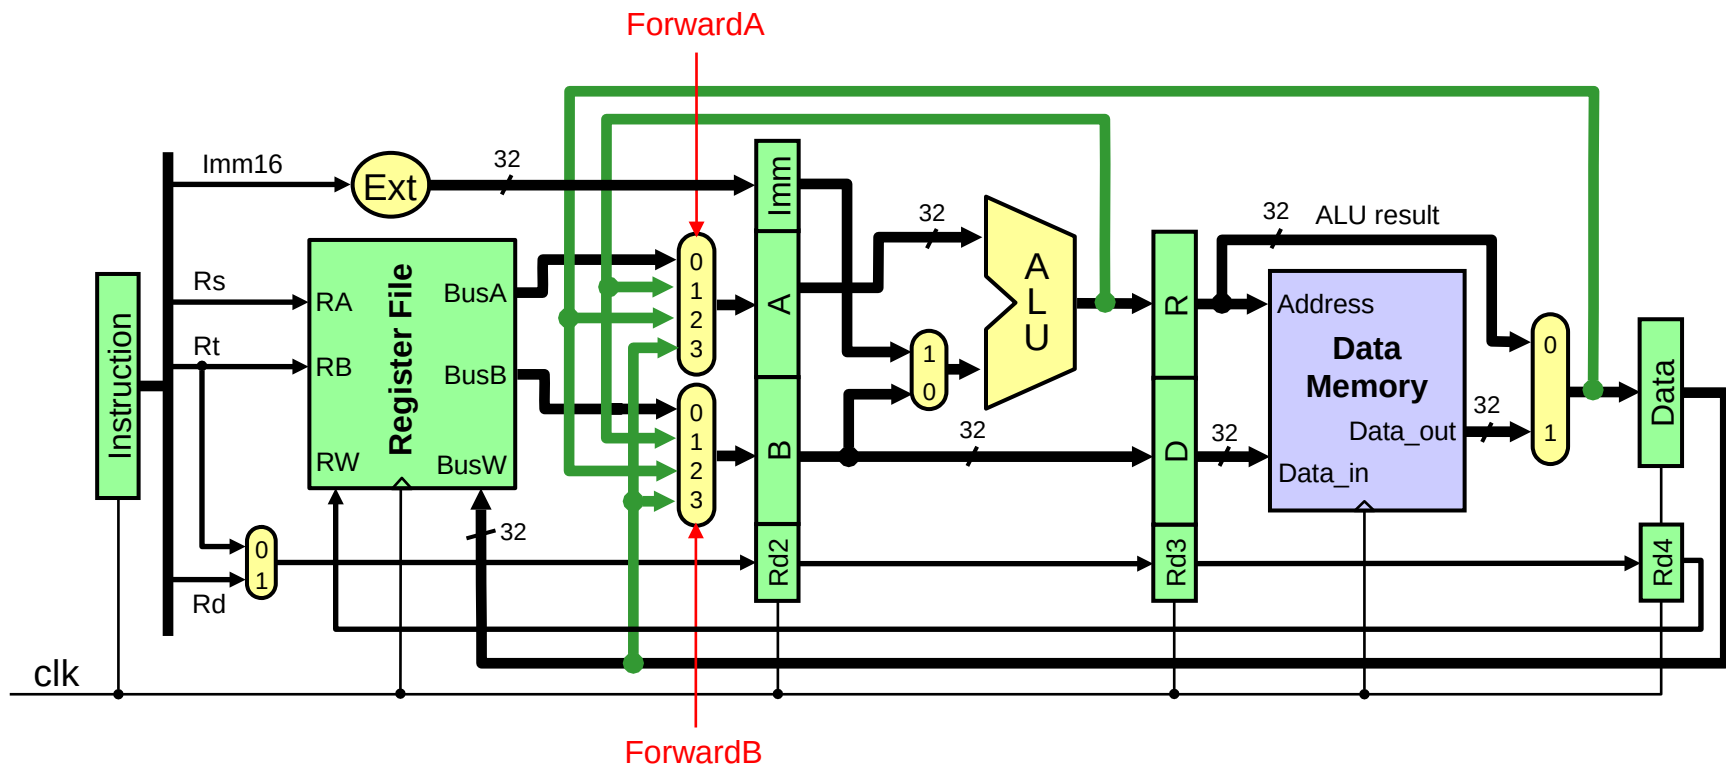 ForwardA
Imm16
Ext
32
Imm
32
32
ALU result
Instruction
Rs
Rt
RA
RB
RW
Register File
BusA
BusB
BusW
0
1
2
3
0
1
2
3
A
B
1
0
ALU
R
D
Address
Data
Memory
Data_out
Data_in
32
32
32
0
1
Data
32
0
1
Rd
Rd2
Rd3
Rd4
clk
ForwardB